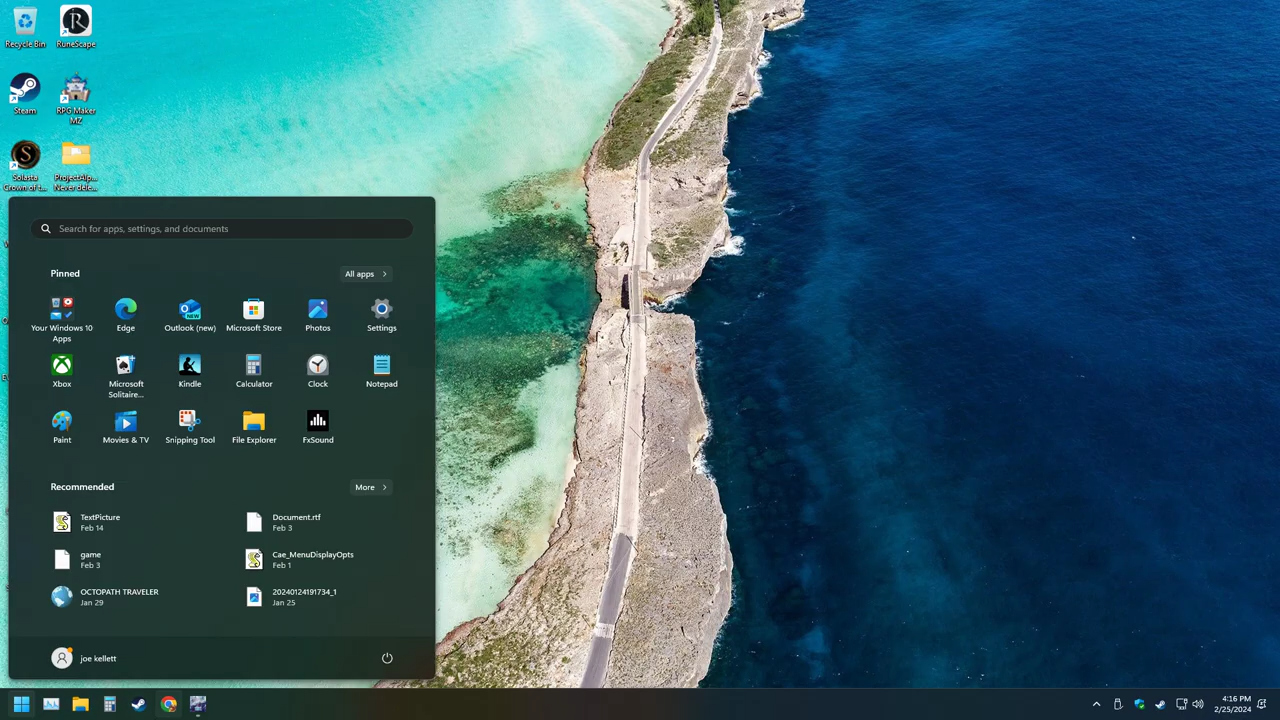 Recycle Bin
RuneScape
Steam
RPG Maker
MZ
Solasta
Crown of t...
ProjectAlp...
Never dele...
Search for apps, settings, and documents
Pinned
All apps
Your Windows 10
Apps
Edge
Outlook (new)
Microsoft Store
Photos
Settings
Xbox
Microsoft
Solitaire...
Kindle
Calculator
Clock
Notepad
Paint
Movies & TV
Snipping Tool
File Explorer
FxSound
Recommended
More
TextPicture
Feb 14
Document.rtf
Feb 3
game
Feb 3
Cae_MenuDisplayOpts
Feb 1
OCTOPATH TRAVELER
Jan 29
20240124191734_1
Jan 25
joe kellett
4:16 PM
2/25/2024